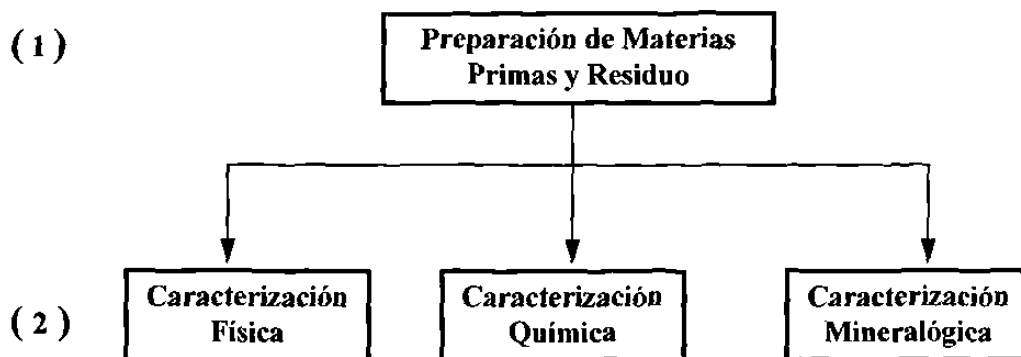 ( 1 )
Preparación de Materias
Primas y Residuo
Caracterización
Física
Caracterización
Química
Caracterización
Mineralógica
( 2 )